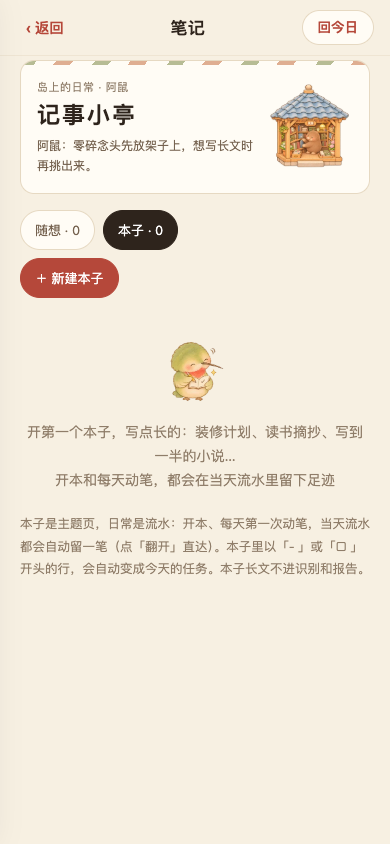 ‹ 返回
笔记
回今日
岛上的日常 · 阿鼠
记事小亭
阿鼠：零碎念头先放架子上，想写长文时
再挑出来。
随想 · 0
本子 · 0
＋ 新建本子
开第一个本子，写点长的：装修计划、读书摘抄、写到
一半的小说…
开本和每天动笔，都会在当天流水里留下足迹
本子是主题页，日常是流水：开本、每天第一次动笔，当天流水
都会自动留一笔（点「翻开」直达）。本子里以「- 」或「▢ 」
开头的行，会自动变成今天的任务。本子长文不进识别和报告。